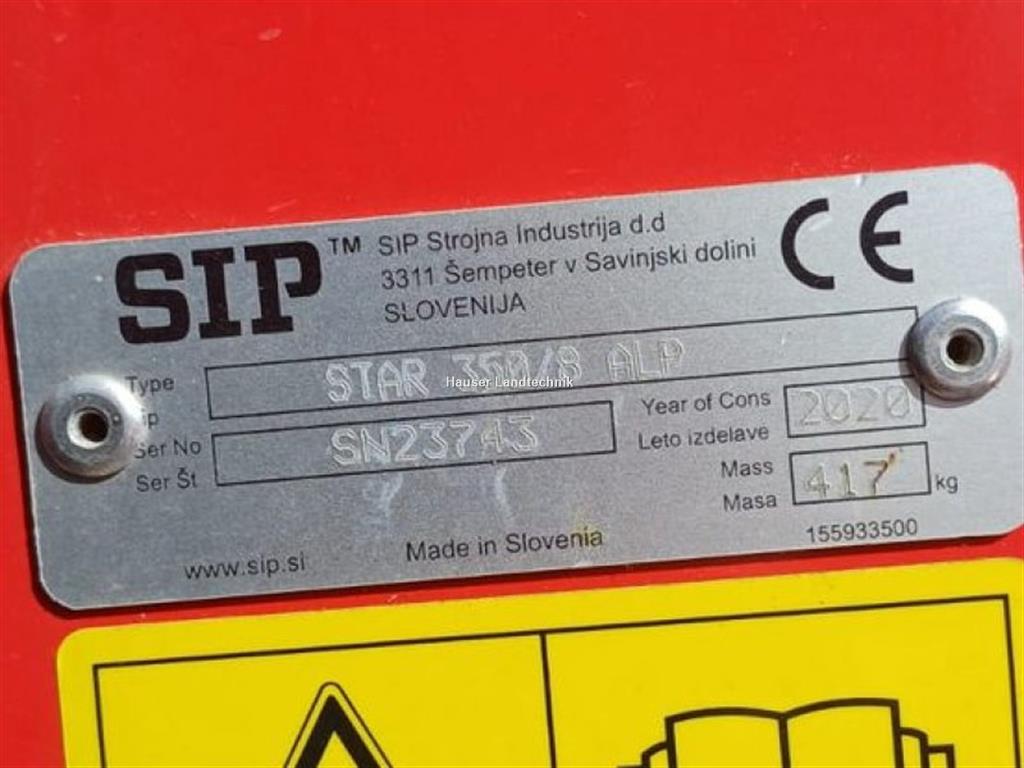 SIP™
SIP Strojna Industrija d.d
3311 Šempeter v Savinjski dolini
SLOVENIJA
CE
Type STAR 350/8 ALP
Hauser Landtechnik
Ser No SN23743
Ser Št
Year of Cons 2020
Leto izdelave
Mass 417 kg
Masa
www.sip.si
Made in Slovenia
155933500